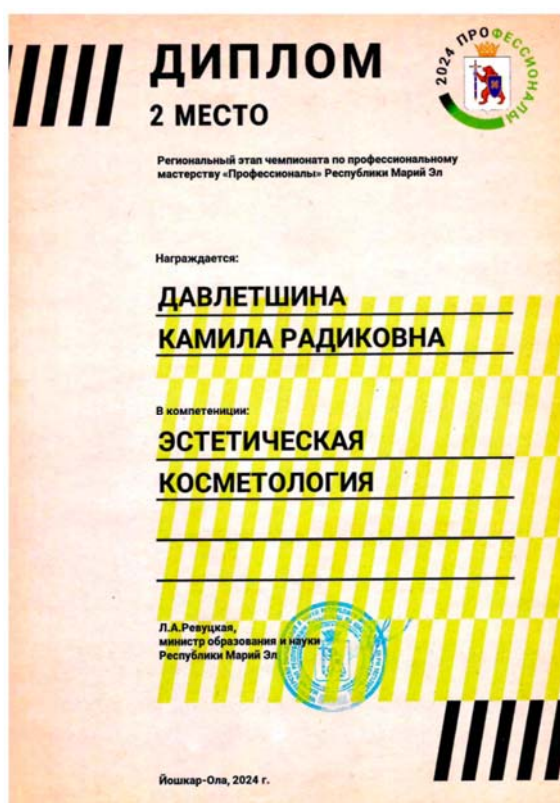 ДИПЛОМ
2 МЕСТО
2024 ПРОФЕССИОНАЛЫ
Региональный этап чемпионата по профессиональному
мастерству «Профессионалы» Республики Марий Эл
Награждается:
ДАВЛЕТШИНА
КАМИЛА РАДИКОВНА
В компетениции:
ЭСТЕТИЧЕСКАЯ
КОСМЕТОЛОГИЯ
Л.А.Ревуцкая,
министр образования и науки
Республики Марий Эл
Йошкар-Ола, 2024 г.